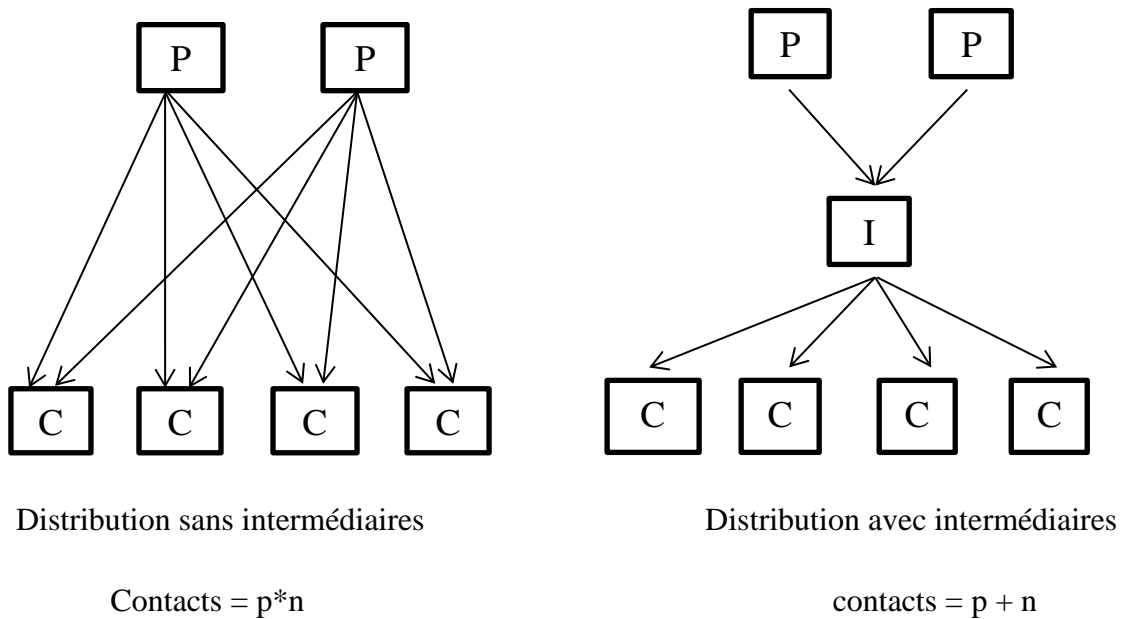 P P P P
I
C C C C C C C C
Distribution sans intermédiaires Distribution avec intermédiaires
Contacts = p*n contacts = p + n